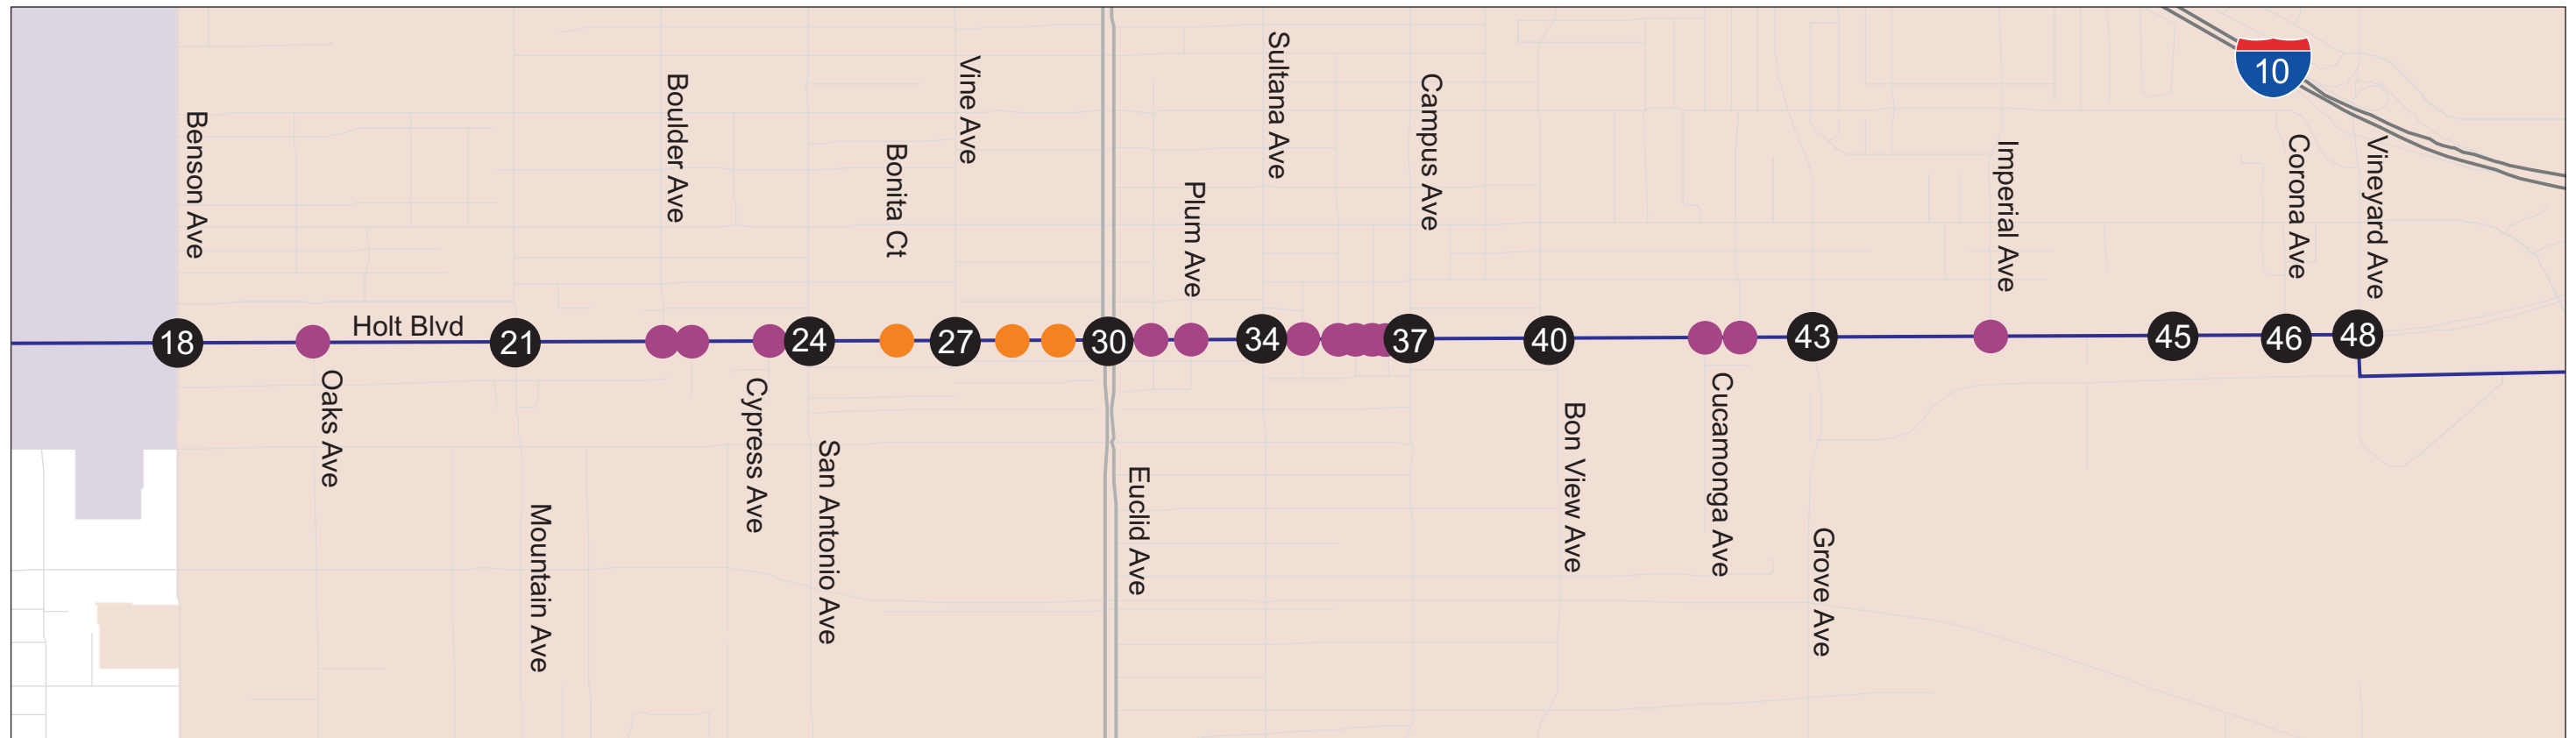 10
Sultana Ave
Vine Ave
Boulder Ave
Campus Ave
Benson Ave
Bonita Ct
Plum Ave
Imperial Ave
Corona Ave
Vineyard Ave
Holt Blvd
18
21
24
27
30
34
37
40
43
45
46
48
Oaks Ave
Cypress Ave
Cucamonga Ave
Bon View Ave
San Antonio Ave
Euclid Ave
Mountain Ave
Grove Ave